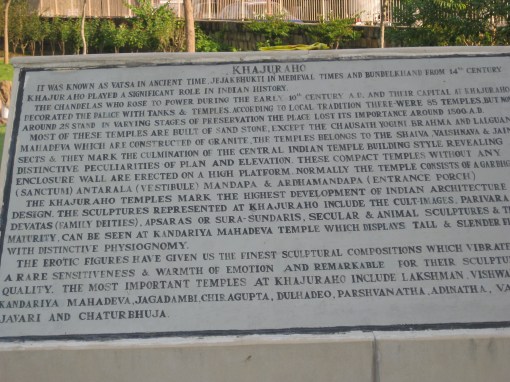 KHAJURAHO
IT WAS KNOWN AS VATSA IN ANCIENT TIME, JEJAKBHUKTI IN MEDIEVAL TIMES AND BUNDELKHAND FROM 14TH CENTURY
KHAJURAHO PLAYED A SIGNIFICANT ROLE IN INDIAN HISTORY.
THE CHANDELAS WHO ROSE TO POWER DURING THE EARLY 10TH CENTURY A.D. AND THEIR CAPITAL AT KHAJURAHO
DECORATED THE PALACE WITH TANKS & TEMPLES. ACCODING TO LOCAL TRADITION THERE WERE 85 TEMPLES, BUT NOW
AROUND 25 STAND IN VARYING STAGES OF PRESERVATION THE PLACE LOST ITS IMPORTANCE AROUND 1500 A.D.
MOST OF THESE TEMPLES ARE BUILT OF SAND STONE, EXCEPT THE CHAUSATH YOGINI, BRAHMA, AND LALGUAN
MAHADEVA WHICH ARE CONSTRUCTED OF GRANITE. THE TEMPLES BELONGS TO THE SHAIVA, VAISHNAVA & JAIN
SECTS & THEY MARK THE CULMINATION OF THE CENTRAL INDIAN TEMPLE BUILDING STYLE, REVEALING
DISTINCTIVE PECULIARITIES OF PLAN AND ELEVATION. THESE COMPACT TEMPLES WITHOUT ANY
ENCLOSURE WALL ARE ERECTED ON A HIGH PLATFORM. NORMALLY THE TEMPLE CONSISTS OF A GARBHG
(SANCTUM) ANTARALA (VESTIBULE) MANDAPA & ARDHAMANDAPA (ENTRANCE PORCH)
THE KHAJURAHO TEMPLES MARK THE HIGHEST DEVELOPMENT OF INDIAN ARCHITECTURE
DESIGN. THE SCULPTURES REPRESENTED AT KHAJURAHO INCLUDE THE CULT-IMAGES, PARIVARA
DEVATAS (FAMILY DEITIES), APSARAS OR SURA-SUNDARIS, SECULAR & ANIMAL SCULPTURES & T
MATURITY, CAN BE SEEN AT KANDARIYA MAHADEVA TEMPLE WHICH DISPLAYS TALL & SLENDER FI
WITH DISTINCTIVE PHYSIOGNOMY.
THE EROTIC FIGURES HAVE GIVEN US THE FINEST SCULPTURAL COMPOSITIONS WHICH VIBRATE
A RARE SENSITIVENESS & WARMTH OF EMOTION AND REMARKABLE FOR THEIR SCULPTU
QUALITY. THE MOST IMPORTANT TEMPLES AT KHAJURAHO INCLUDE LAKSHMAN, VISHWA
KANDARIYA MAHADEVA, JAGADAMBI, CHIRAGUPTA, DULHADEO, PARSHVANATHA, ADINATHA, VA
JAVARI AND CHATURBHUJA.